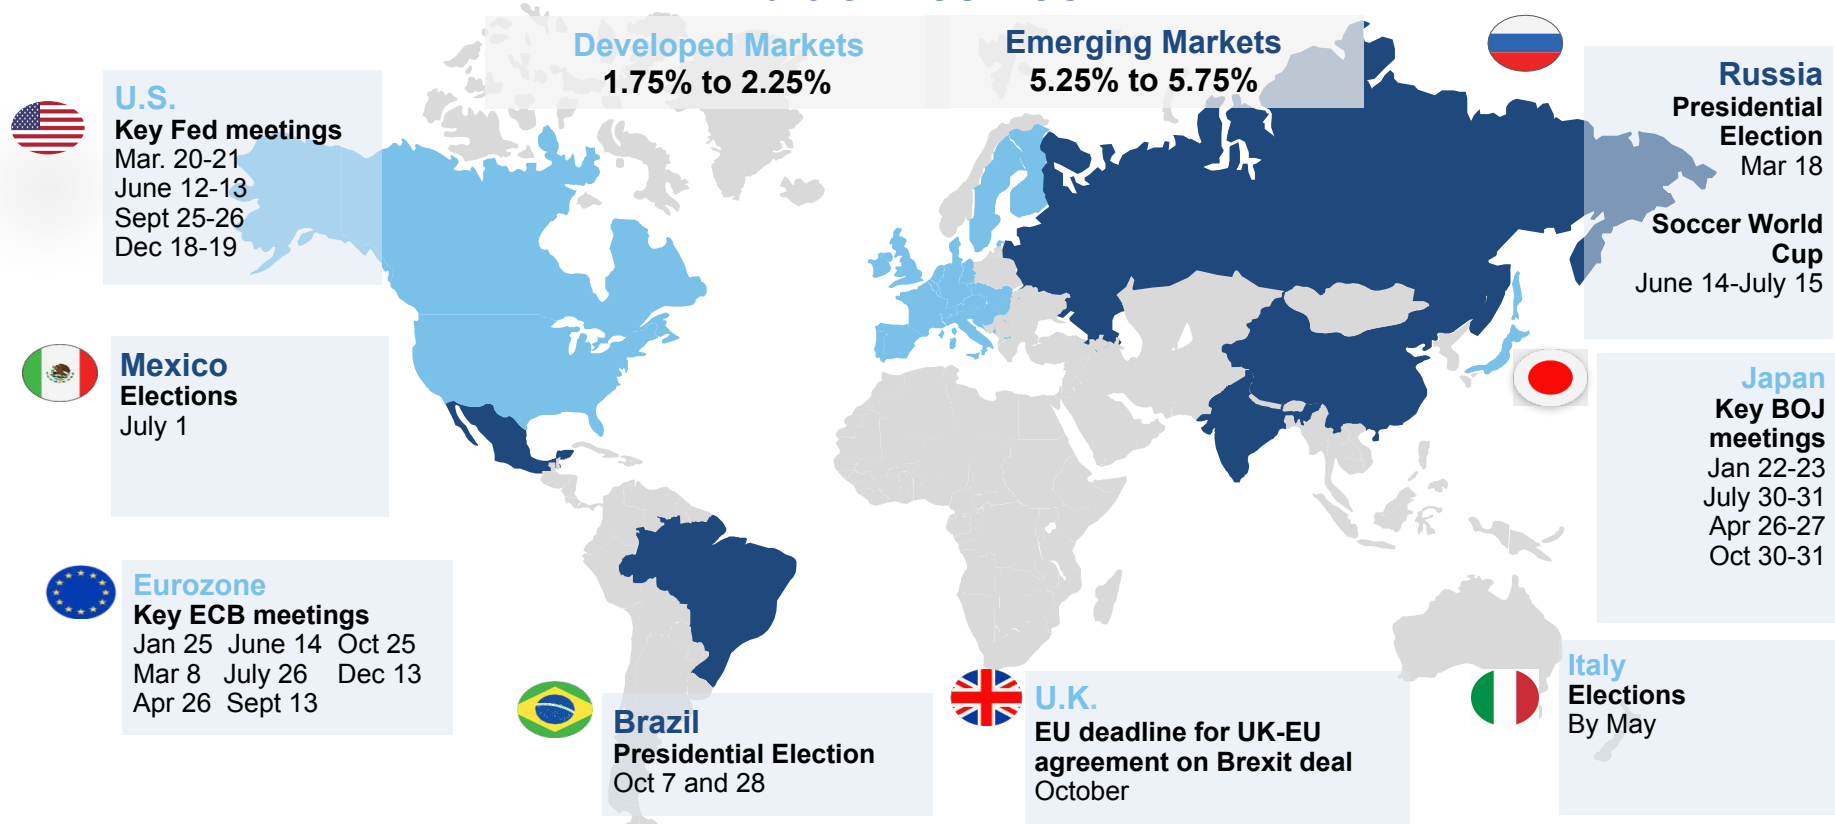 Developed Markets
1.75% to 2.25%
Emerging Markets
5.25% to 5.75%
U.S.
Key Fed meetings
Mar. 20-21
June 12-13
Sept 25-26
Dec 18-19
Russia
Presidential
Election
Mar 18
Soccer World
Cup
June 14-July 15
Mexico
Elections
July 1
Japan
Key BOJ
meetings
Jan 22-23
July 30-31
Apr 26-27
Oct 30-31
Eurozone
Key ECB meetings
Jan 25 June 14 Oct 25
Mar 8 July 26 Dec 13
Apr 26 Sept 13
Brazil
Presidential Election
Oct 7 and 28
U.K.
EU deadline for UK-EU
agreement on Brexit deal
October
Italy
Elections
By May